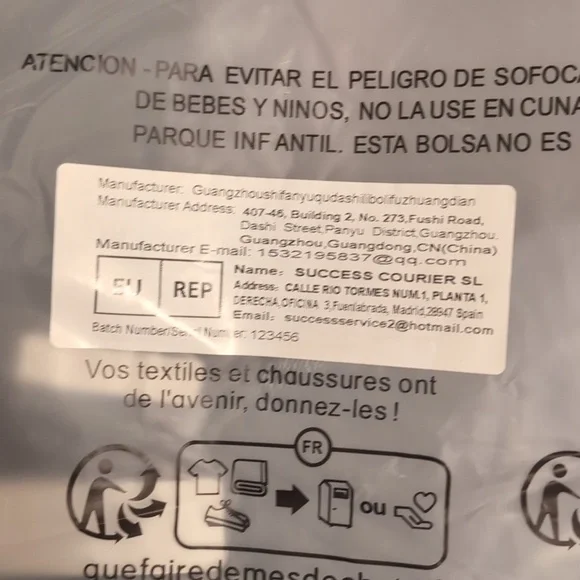 ATENCION - PARA EVITAR EL PELIGRO DE SOFOCA
DE BEBES Y NINOS, NO LA USE EN CUNA
PARQUE INFANTIL. ESTA BOLSA NO ES
Manufacturer: Guangzhoushifanyuqudashilibolifuzhuangdian
Manufacturer Address: 407-46, Building 2, No. 273,Fushi Road,
Dashi Street,Panyu District,Guangzhou.
Guangzhou,Guangdong,CN(China)
Manufacturer E-mail: 1532195837@qq.com
EU REP
Name: SUCCESS COURIER SL
Address: CALLE RIO TORMES NUM.1, PLANTA 1,
DERECHA,OFICINA 3,Fuenlabrada, Madrid,28947 Spain
Email: successservice2@hotmail.com
Batch Number/Serial Number: 123456
Vos textiles et chaussures ont
de l'avenir, donnez-les !
FR
ou